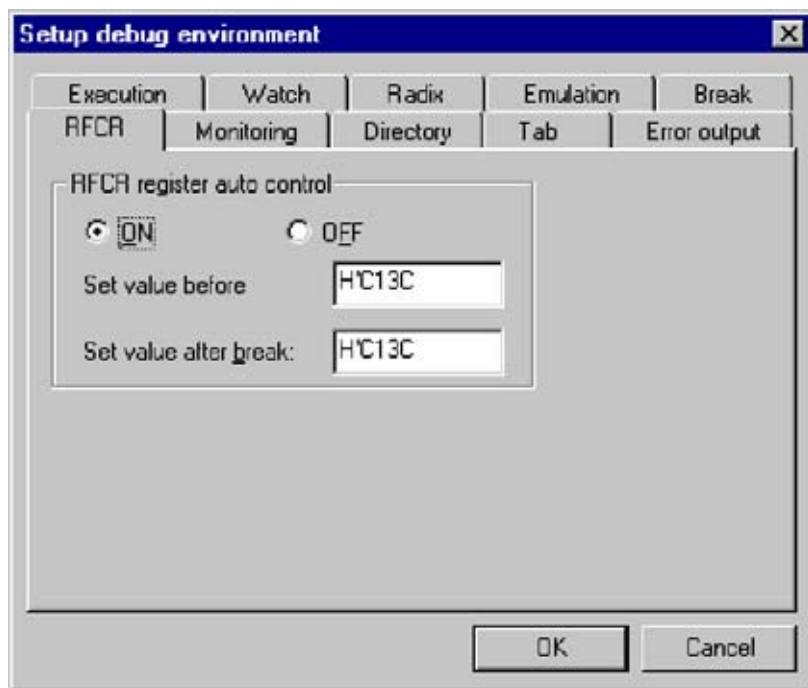 Setup debug environment
Execution Watch Radix Emulation Break
RFCR Monitoring Directory Tab Error output
RFCR register auto control
ON OFF
Set value before H'C13C
Set value after break: H'C13C
OK Cancel